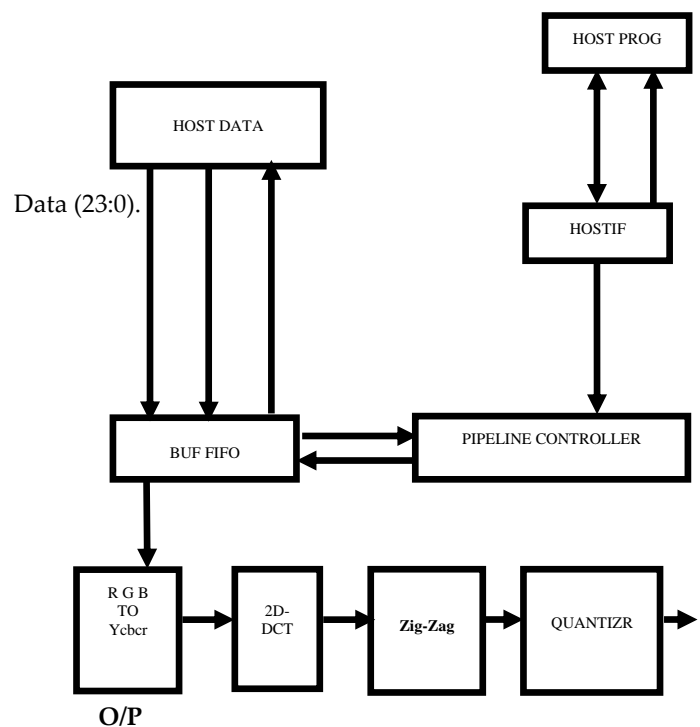 HOST PROG
HOST DATA
Data (23:0).
HOSTIF
BUF FIFO
PIPELINE CONTROLLER
R G B
TO
Ycbcr
2D-
DCT
Zig-Zag
QUANTIZR
O/P